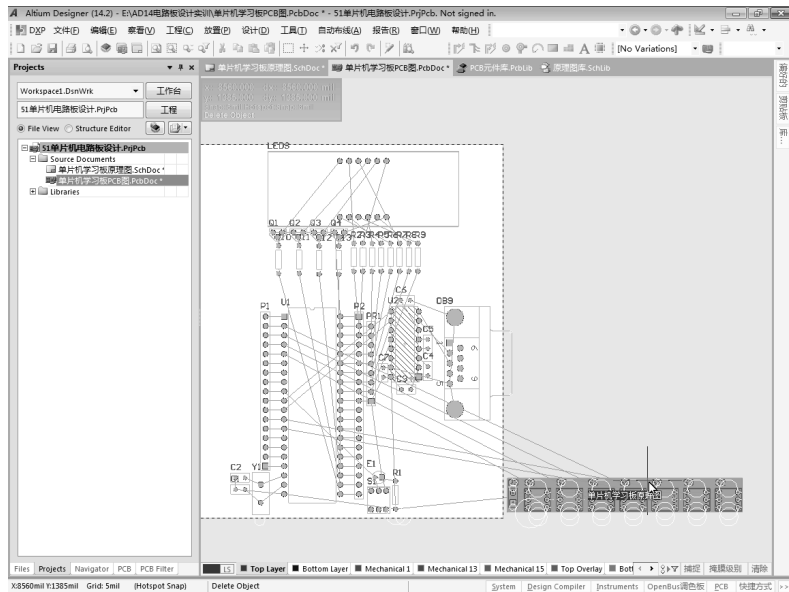 Altium Designer (14.2) - E:\AD14电路板设计实训\单片机学习板PCB图.PcbDoc * - 51单片机电路板设计.PrjPcb. Not signed in.
DXP 文件(F) 编辑(E) 察看(V) 工程(C) 放置(P) 设计(D) 工具(T) 自动布线(A) 报告(R) 窗口(W) 帮助(H)
[No Variations]
Projects
单片机学习板原理图.SchDoc * 单片机学习板PCB图.PcbDoc * PCB元件库.PcbLib 原理图库.SchLib
Workspace1.DsnWrk 工作台
51单片机电路板设计.PrjPcb 工程
File View Structure Editor
Delete Object
51单片机电路板设计.PrjPcb
Source Documents
单片机学习板原理图.SchDoc *
单片机学习板PCB图.PcbDoc *
Libraries
LEDS
Q1 Q2 Q3 Q4
R2R3R4R5R6R7R8R9
C6
P1 U1 P2 U2 DB9
PR1
C5
C4
C7
C3
C2 Y1 E1 R1
S1
单片机学习板原理图
Files Projects Navigator PCB PCB Filter
LS Top Layer Bottom Layer Mechanical 1 Mechanical 13 Mechanical 15 Top Overlay Bott 捕捉 掩膜级别 清除
X:8560mil Y:1385mil Grid: 5mil (Hotspot Snap) Delete Object System Design Compiler Instruments OpenBus调色板 PCB 快捷方式 >>